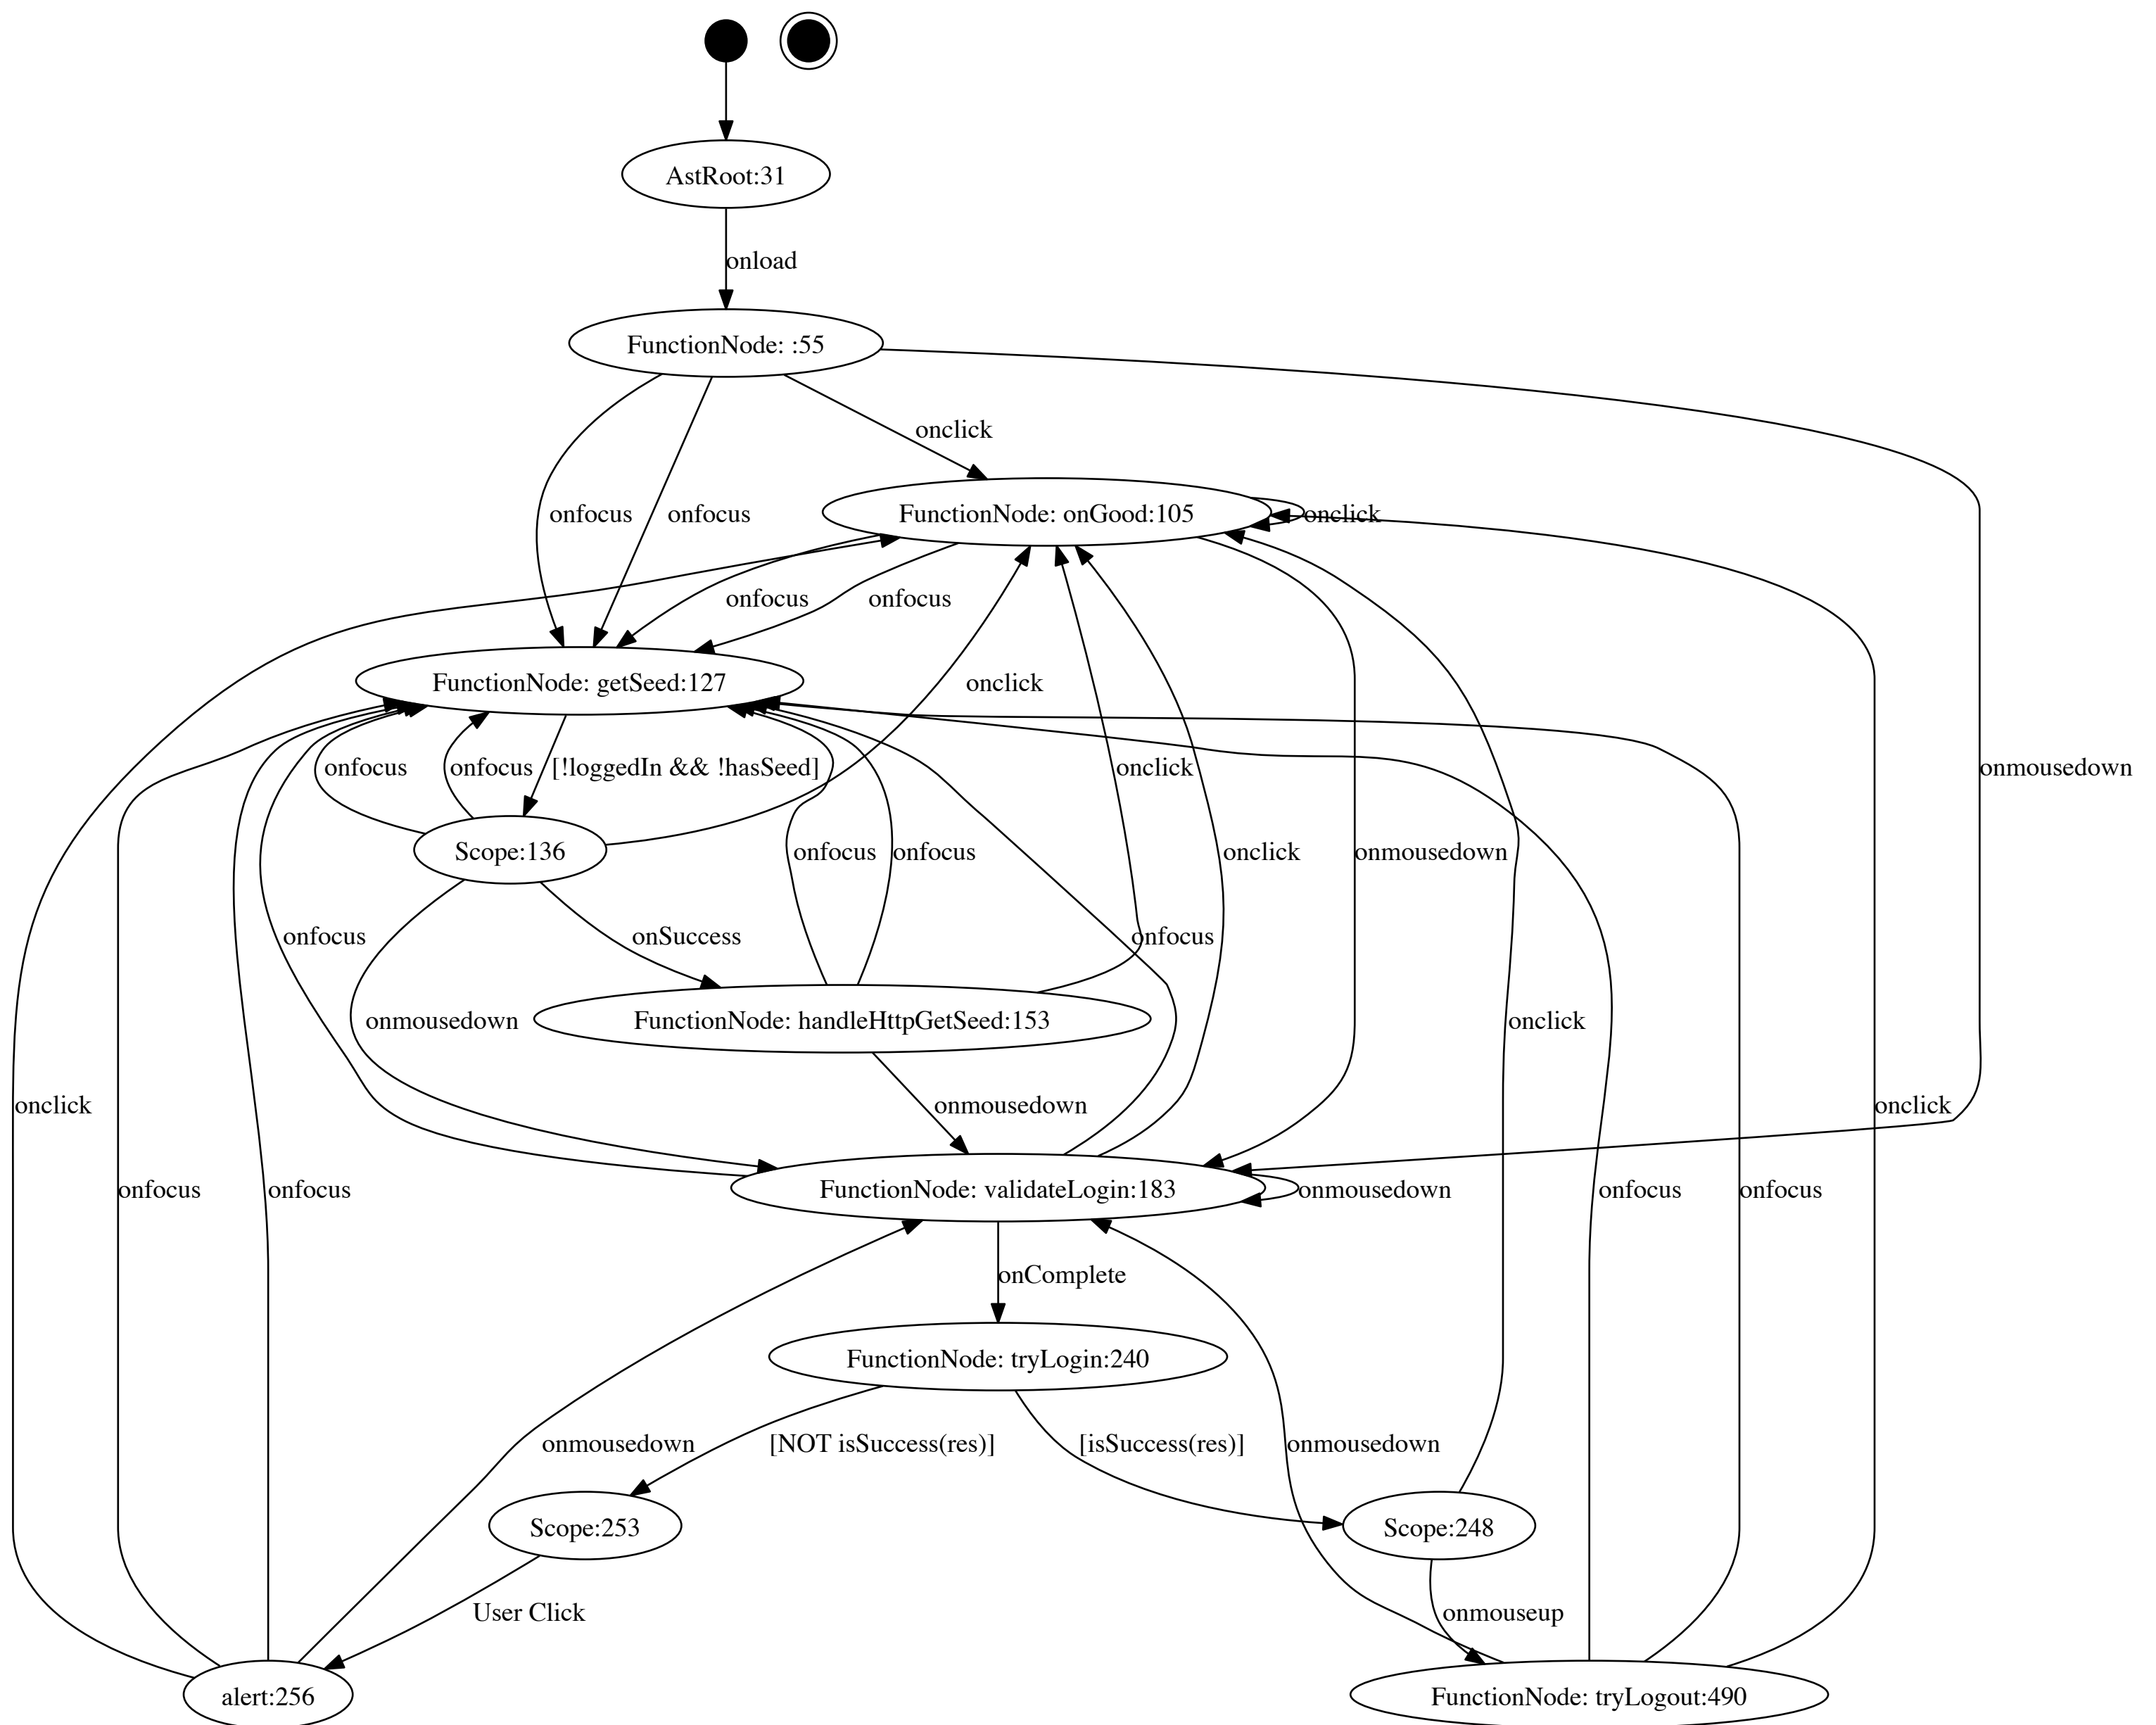 AstRoot:31
onload
FunctionNode: :55
onclick
onfocus
onfocus
FunctionNode: onGood:105
onclick
onfocus
onfocus
FunctionNode: getSeed:127
onclick
onfocus
onfocus
[!loggedIn && !hasSeed]
onclick
onmousedown
Scope:136
onfocus
onfocus
onclick
onmousedown
onfocus
onSuccess
onfocus
onmousedown
FunctionNode: handleHttpGetSeed:153
onclick
onclick
onmousedown
onclick
onfocus
onfocus
FunctionNode: validateLogin:183
onmousedown
onfocus
onfocus
onComplete
FunctionNode: tryLogin:240
onmousedown
[NOT isSuccess(res)]
[isSuccess(res)]
onmousedown
Scope:253
Scope:248
User Click
onmouseup
alert:256
FunctionNode: tryLogout:490